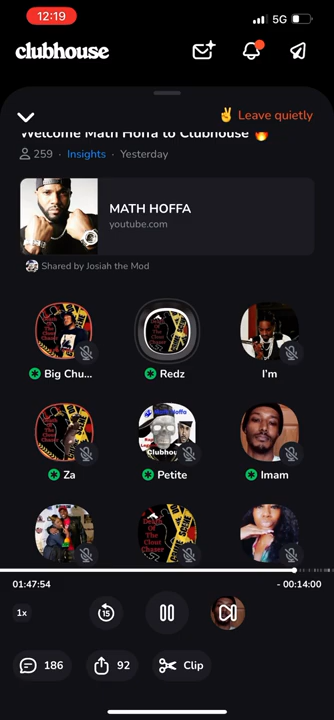 12:19
5G
clubhouse
Leave quietly
Welcome Math Hoffa to Clubhouse
259 · Insights · Yesterday
MATH HOFFA
youtube.com
Shared by Josiah the Mod
Big Chu...
Redz
I'm
Za
Petite
Imam
01:47:54
- 00:14:00
1x
15
186
92
Clip